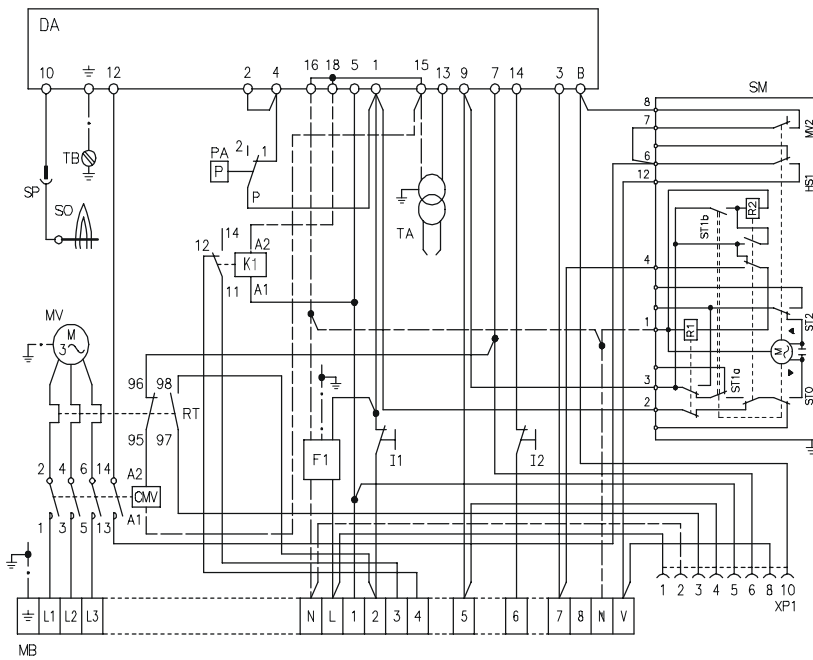 DA
10 ⏚ 12 2 4 16 18 5 1 15 13 9 7 14 3 B
SM
8
7
6
12
MV2
HS1
TB
SP
SO
PA
P
2 1
P
TA
14
12
A2
K1
A1
11
ST1b
R2
4
1
R1
ST2
M
ST1a
3
2
ST0
MV
M
3
96 98
RT
95 97
F1
I1
I2
2 4 6 14 A2
CMV
1 3 5 13 A1
1 2 3 4 5 6 8 10
XP1
⏚ L1 L2 L3 N L 1 2 3 4 5 6 7 8 N V
MB